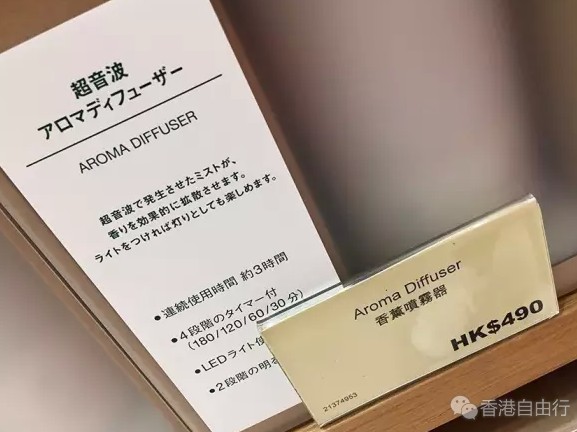 超音波
アロマディフューザー
AROMA DIFFUSER
超音波で発生させたミストが、
香りを効果的に拡散させます。
ライトをつければ灯りとしても楽しめます。
●連続使用時間 約3時間
●4段階のタイマー付
(180/120/60/30分)
●LEDライト使
●2段階の明る
Aroma Diffuser
香薰噴霧器
HK$490
21374953
香港自由行